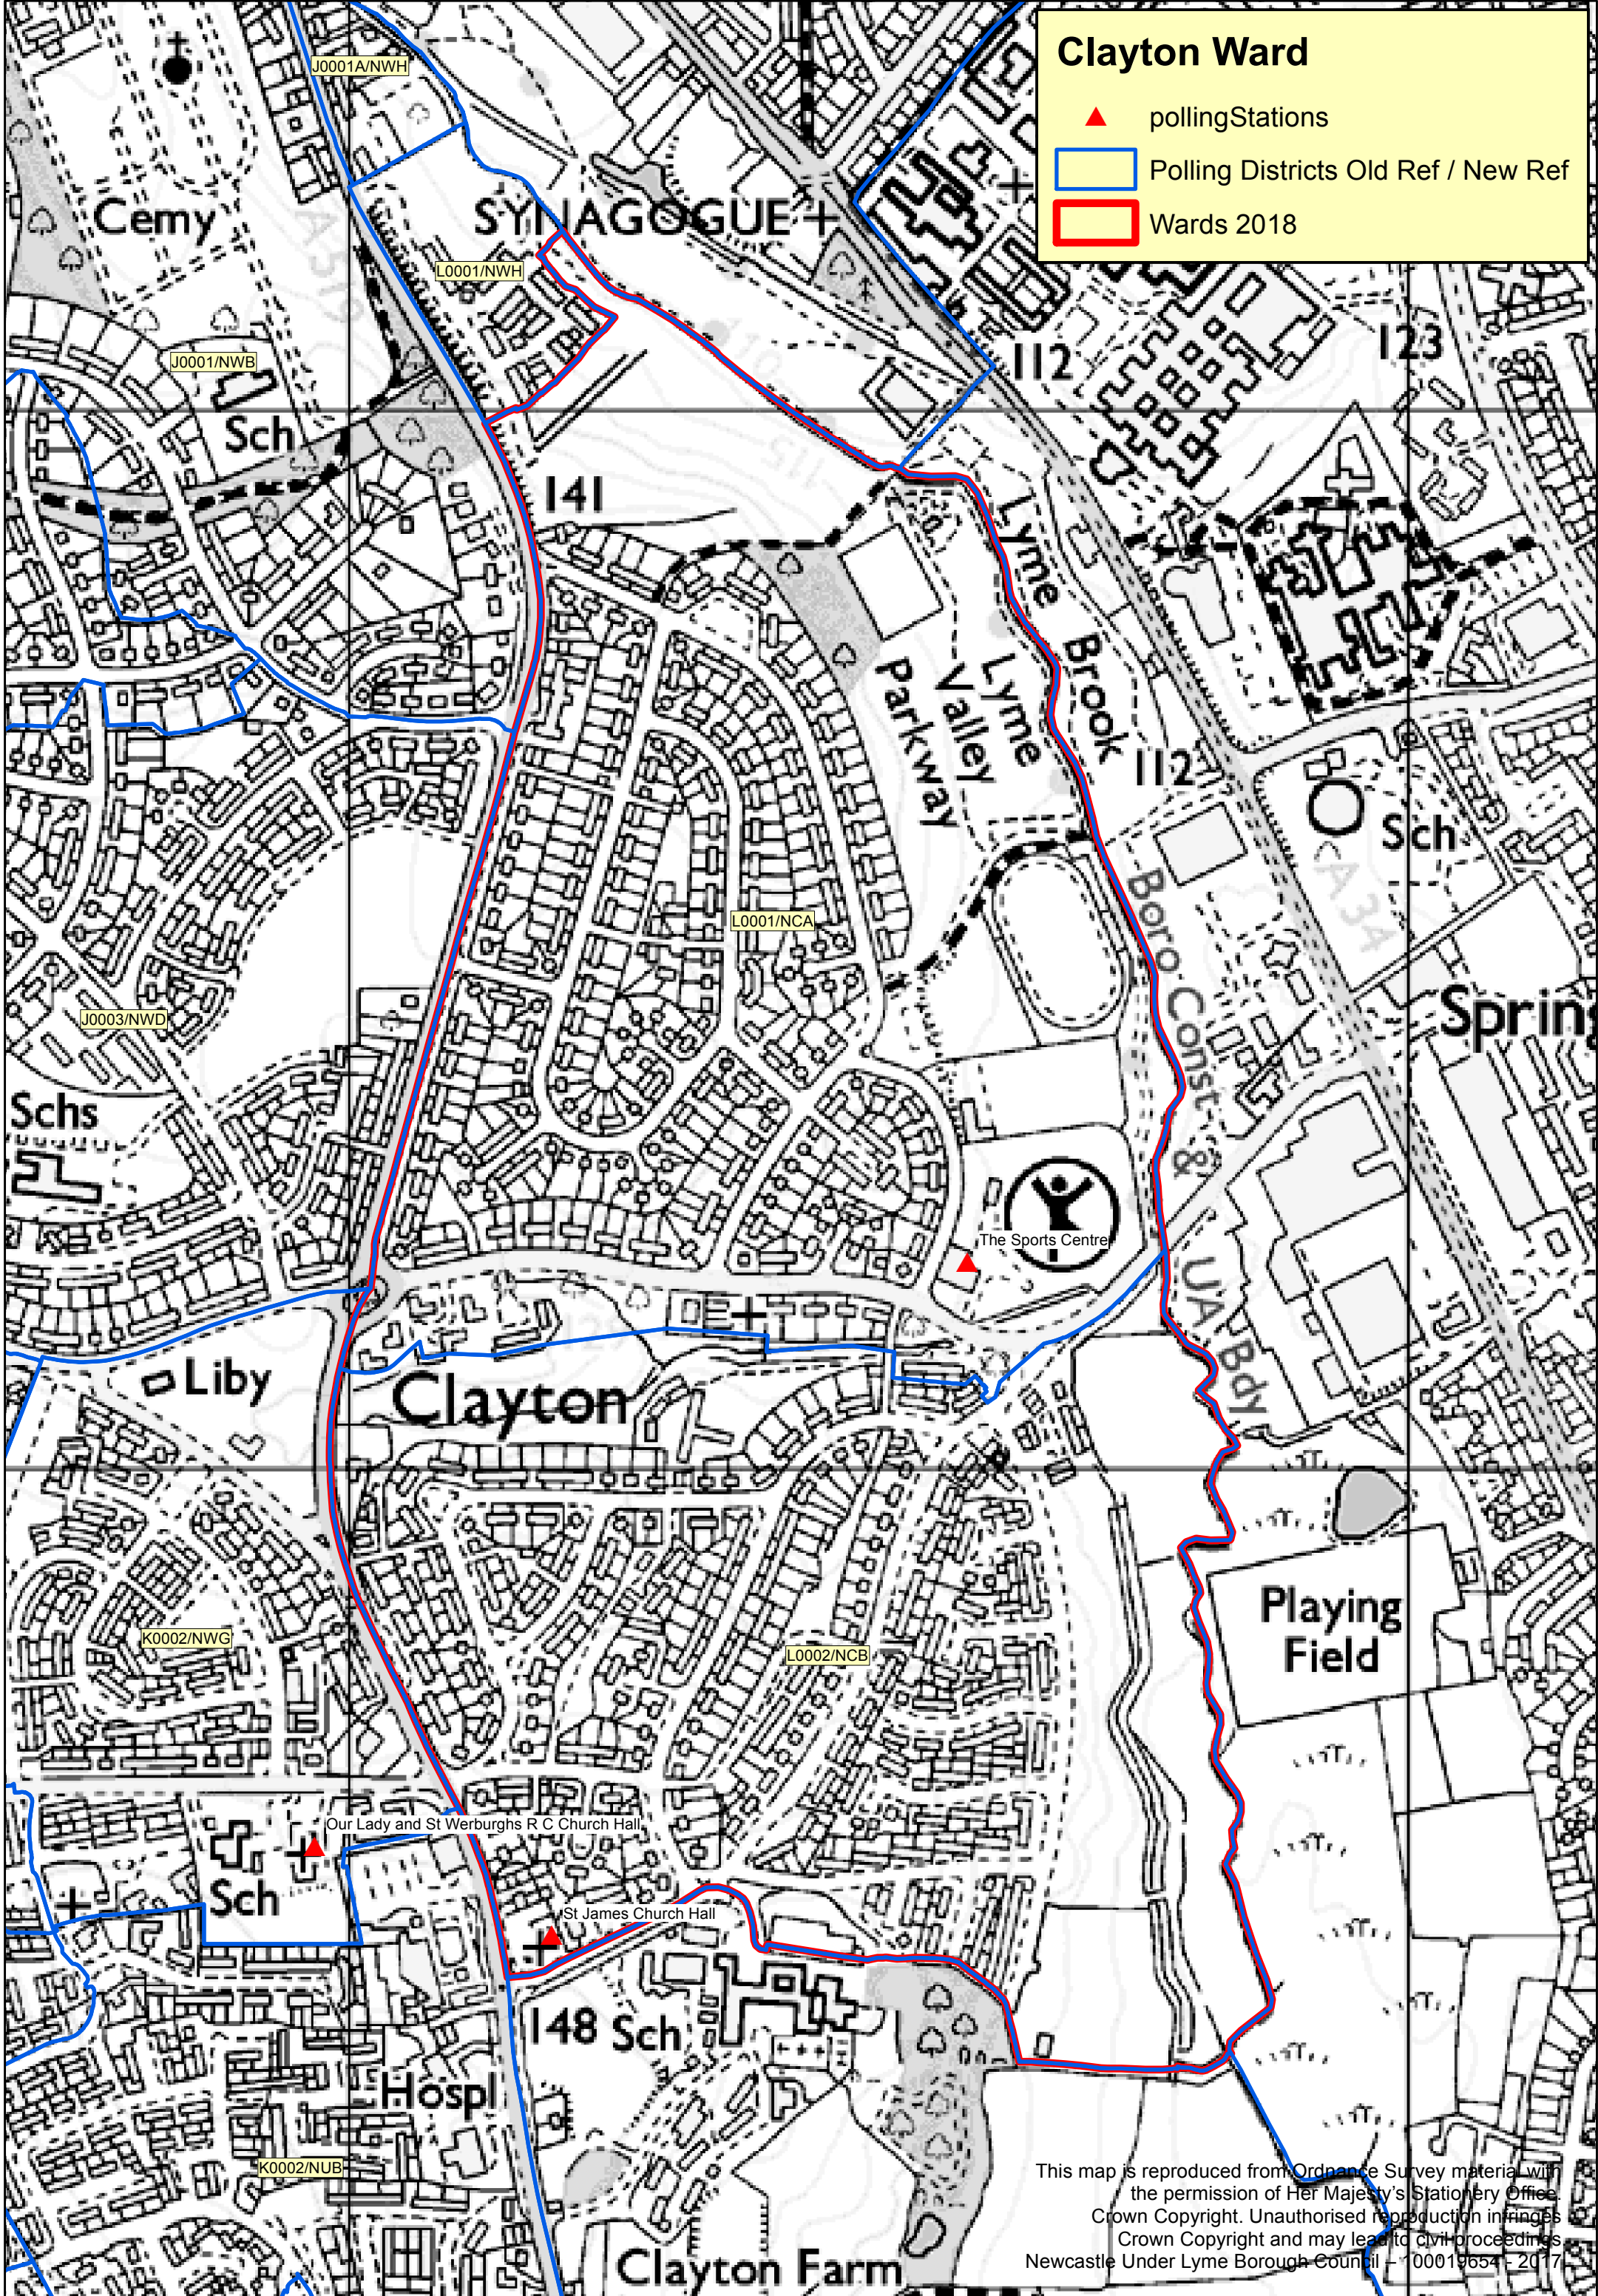 Clayton Ward
pollingStations
Polling Districts Old Ref / New Ref
Wards 2018
J0001A/NWH
Cemy
A519
SYNAGOGUE
L0001/NWH
J0001/NWB
112
123
Sch
141
Lyme
Brook
Lyme
Valley
Parkway
112
Sch
A34
Boro Const &
UA Bdy
L0001/NCA
Spring
J0003/NWD
Schs
The Sports Centre
Liby
Clayton
Playing
Field
K0002/NWG
L0002/NCB
Our Lady and St Werburghs R C Church Hall
Sch
St James Church Hall
148
Sch
Hospl
K0002/NUB
Clayton Farm
This map is reproduced from Ordnance Survey material with
the permission of Her Majesty's Stationery Office.
Crown Copyright. Unauthorised reproduction infringes
Crown Copyright and may lead to civil proceedings
Newcastle Under Lyme Borough Council – 100019654 - 2017